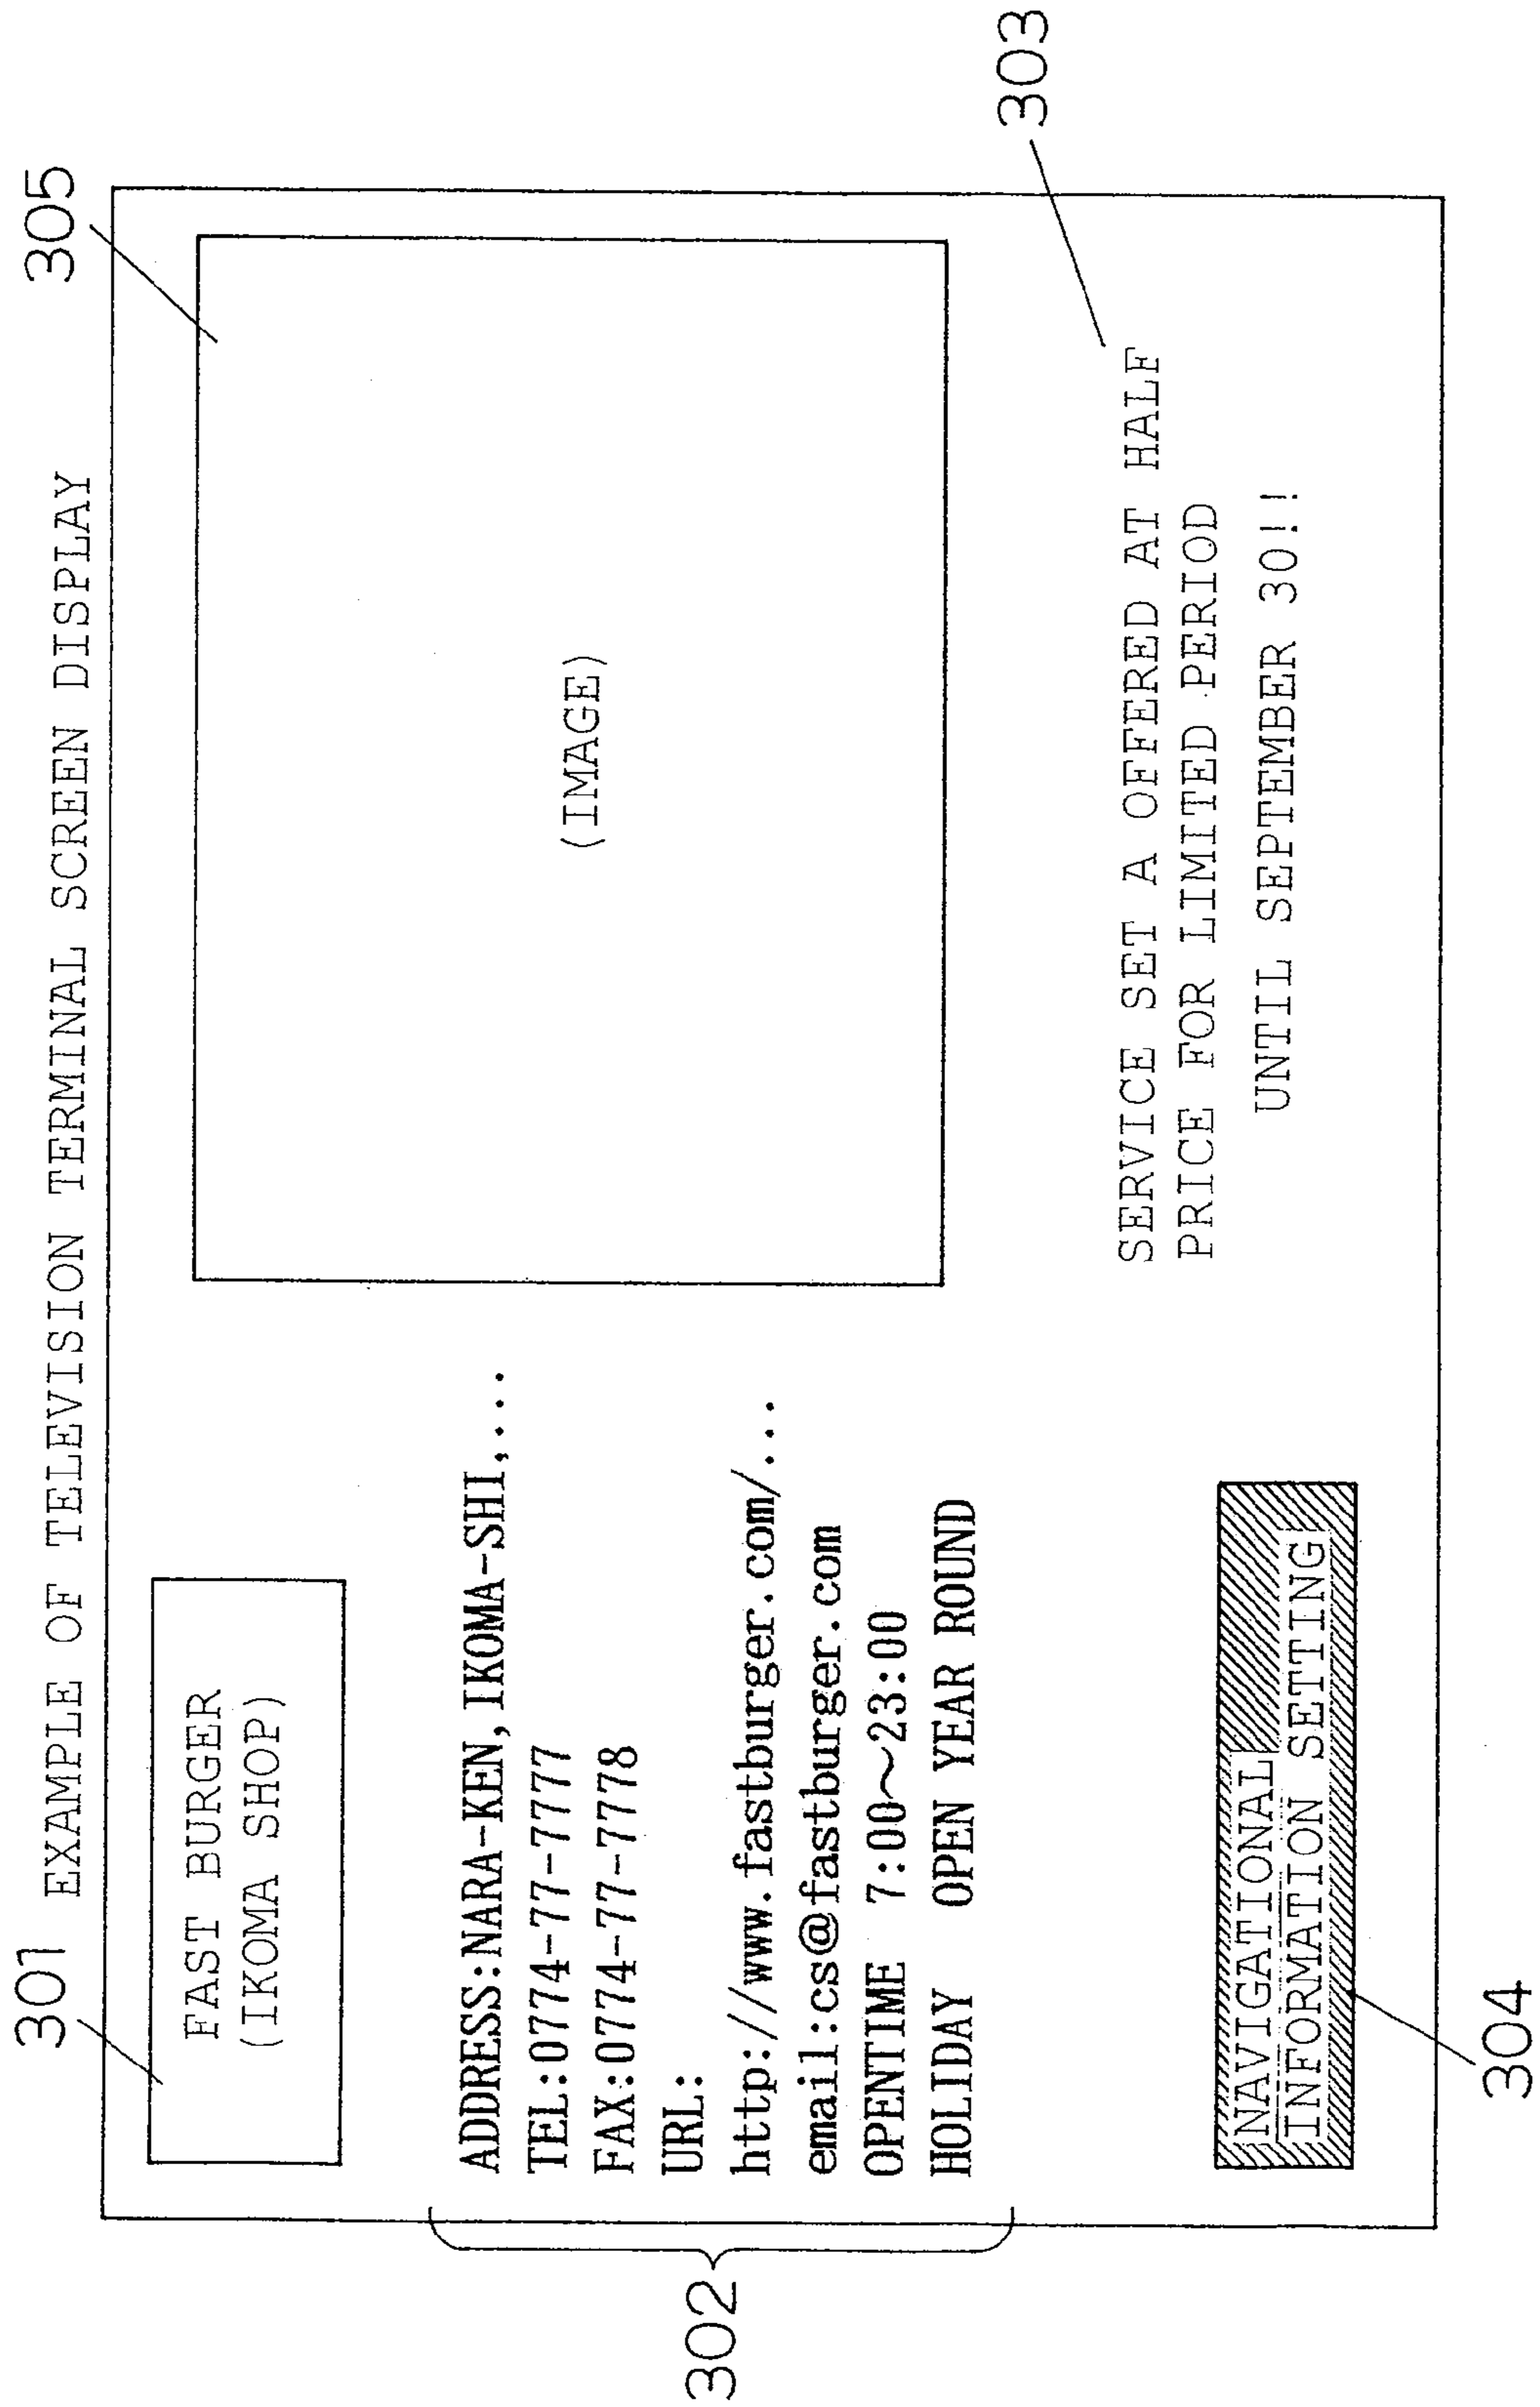 EXAMPLE OF TELEVISION TERMINAL SCREEN DISPLAY
301
FAST BURGER
(IKOMA SHOP)
305
(IMAGE)
302
ADDRESS:NARA-KEN,IKOMA-SHI,...
TEL:0774-77-7777
FAX:0774-77-7778
URL:
http://www.fastburger.com/...
email:cs@fastburger.com
OPENTIME 7:00~23:00
HOLIDAY OPEN YEAR ROUND
303
SERVICE SET A OFFERED AT HALF
PRICE FOR LIMITED PERIOD
UNTIL SEPTEMBER 30!!
NAVIGATIONAL
INFORMATION SETTING
304